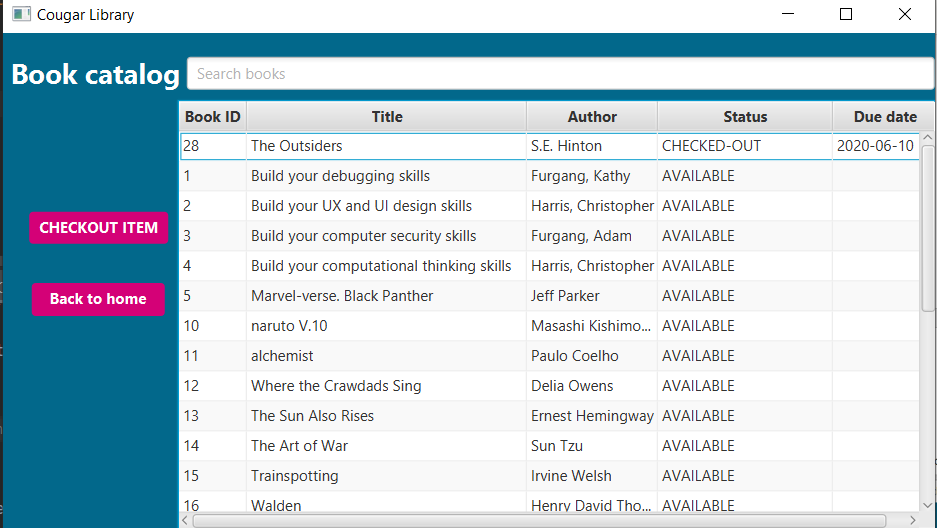 Cougar Library
Book catalog Search books
Book ID Title Author Status Due date
28 The Outsiders S.E. Hinton CHECKED-OUT 2020-06-10
1 Build your debugging skills Furgang, Kathy AVAILABLE
2 Build your UX and UI design skills Harris, Christopher AVAILABLE
3 Build your computer security skills Furgang, Adam AVAILABLE
4 Build your computational thinking skills Harris, Christopher AVAILABLE
5 Marvel-verse. Black Panther Jeff Parker AVAILABLE
10 naruto V.10 Masashi Kishimo... AVAILABLE
11 alchemist Paulo Coelho AVAILABLE
12 Where the Crawdads Sing Delia Owens AVAILABLE
13 The Sun Also Rises Ernest Hemingway AVAILABLE
14 The Art of War Sun Tzu AVAILABLE
15 Trainspotting Irvine Welsh AVAILABLE
16 Walden Henry David Tho... AVAILABLE
CHECKOUT ITEM
Back to home